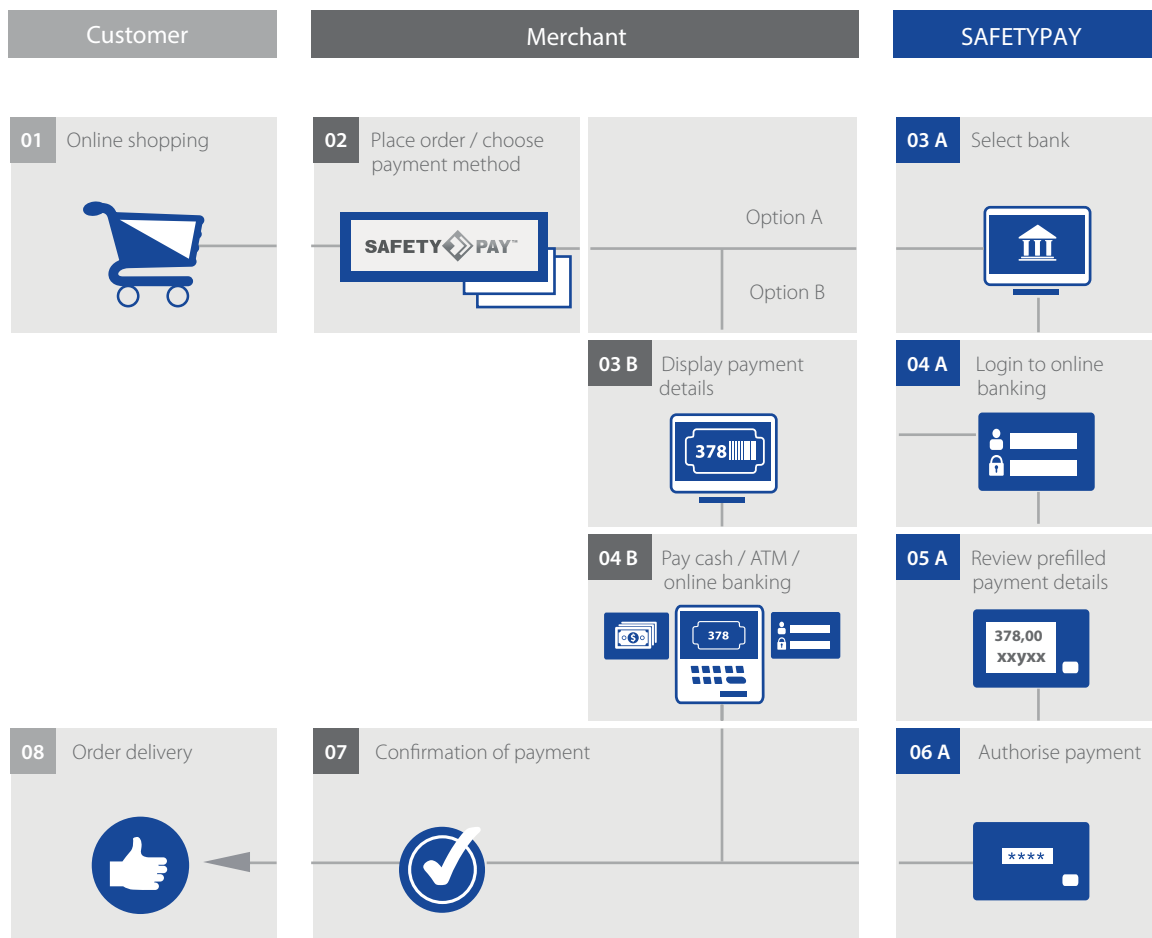 Customer
Merchant
SAFETYPAY
01 Online shopping
02 Place order / choose
payment method
SAFETY PAY™
Option A
Option B
03 A Select bank
03 B Display payment
details
378
04 A Login to online
banking
04 B Pay cash / ATM /
online banking
378
05 A Review prefilled
payment details
378,00
xxyxx
08 Order delivery
07 Confirmation of payment
06 A Authorise payment
****